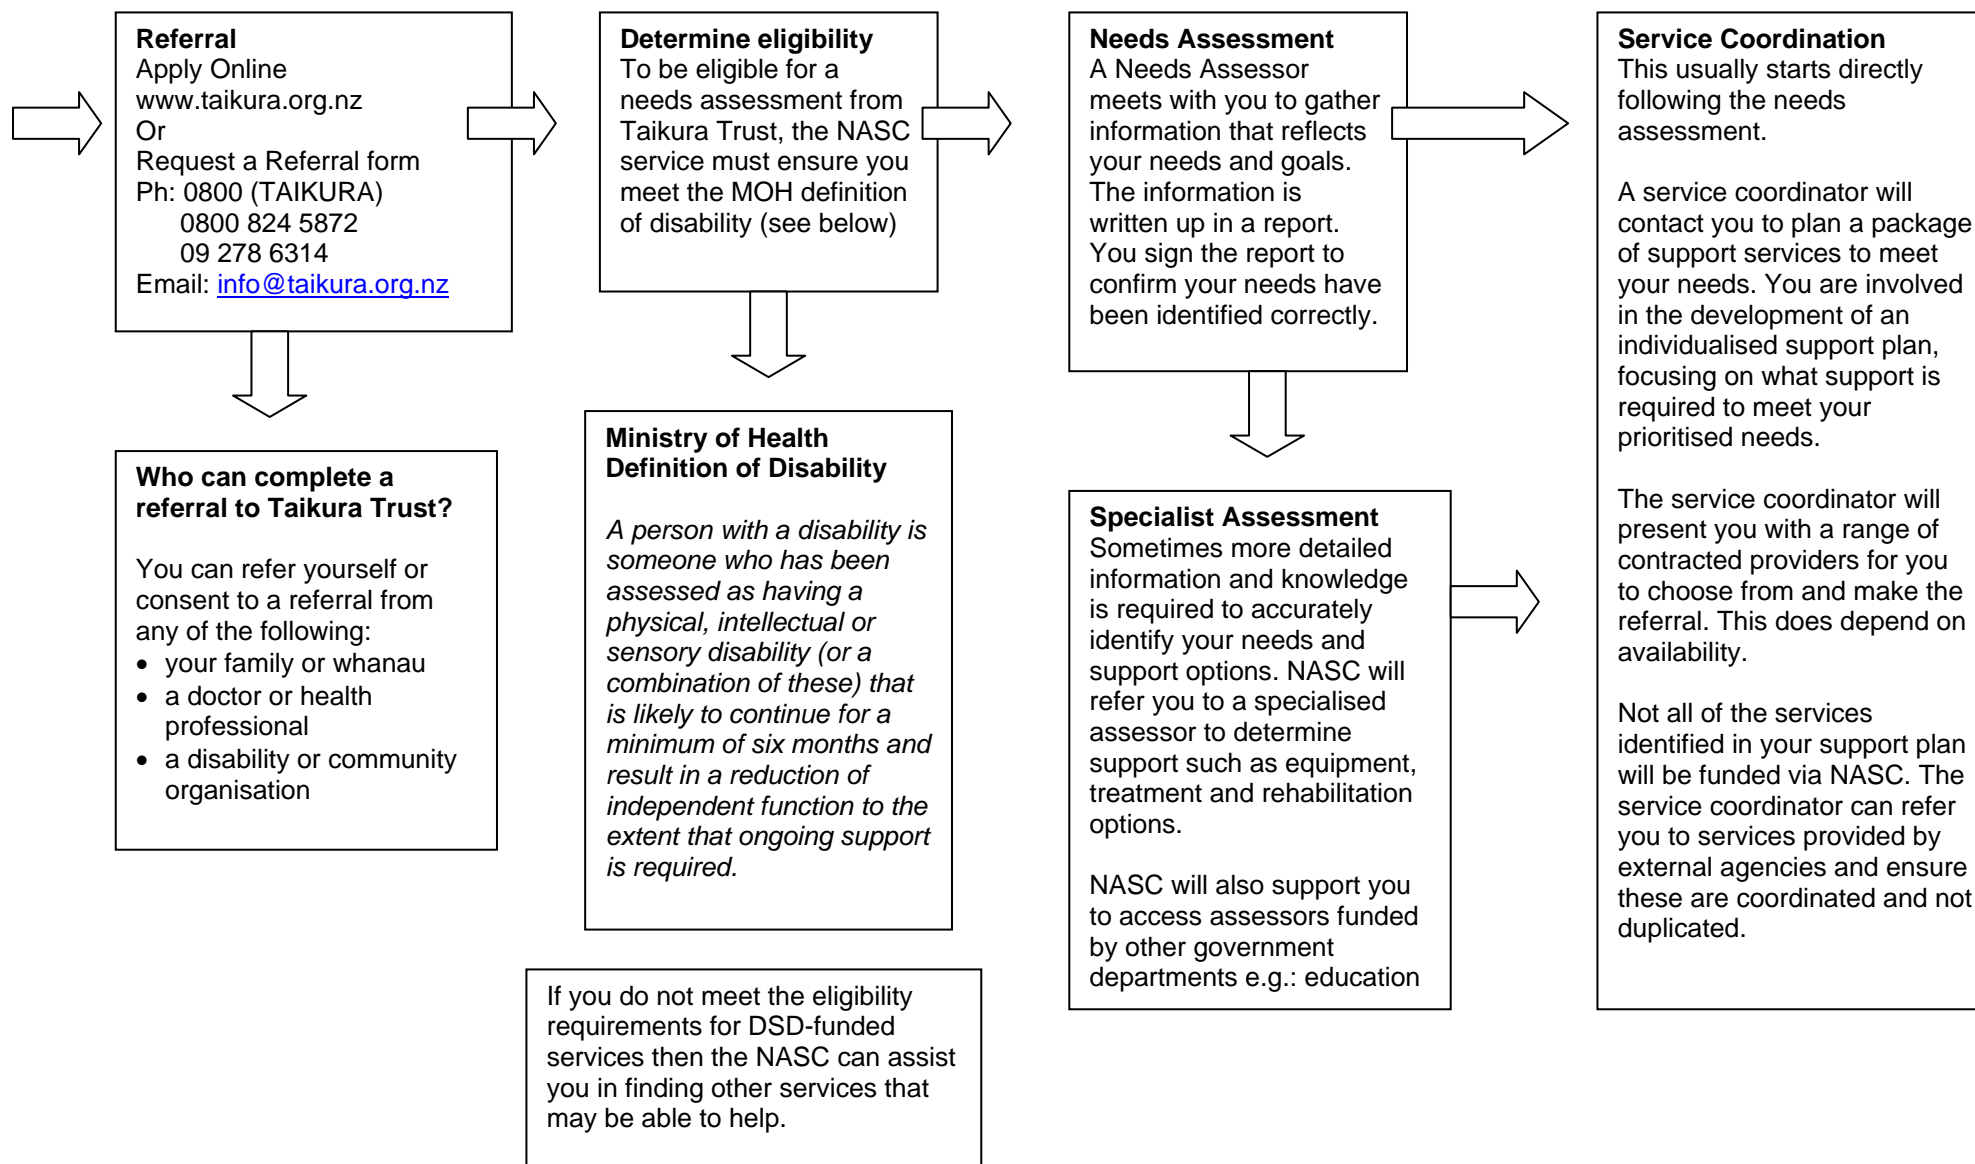 Referral
Apply Online
www.taikura.org.nz
Or
Request a Referral form
Ph: 0800 (TAIKURA)
0800 824 5872
09 278 6314
Email: info@taikura.org.nz
Who can complete a
referral to Taikura Trust?
You can refer yourself or
consent to a referral from
any of the following:
• your family or whanau
• a doctor or health
professional
• a disability or community
organisation
Determine eligibility
To be eligible for a
needs assessment from
Taikura Trust, the NASC
service must ensure you
meet the MOH definition
of disability (see below)
Ministry of Health
Definition of Disability
A person with a disability is
someone who has been
assessed as having a
physical, intellectual or
sensory disability (or a
combination of these) that
is likely to continue for a
minimum of six months and
result in a reduction of
independent function to the
extent that ongoing support
is required.
If you do not meet the eligibility
requirements for DSD-funded
services then the NASC can assist
you in finding other services that
may be able to help.
Needs Assessment
A Needs Assessor
meets with you to gather
information that reflects
your needs and goals.
The information is
written up in a report.
You sign the report to
confirm your needs have
been identified correctly.
Specialist Assessment
Sometimes more detailed
information and knowledge
is required to accurately
identify your needs and
support options. NASC will
refer you to a specialised
assessor to determine
support such as equipment,
treatment and rehabilitation
options.
NASC will also support you
to access assessors funded
by other government
departments e.g.: education
Service Coordination
This usually starts directly
following the needs
assessment.
A service coordinator will
contact you to plan a package
of support services to meet
your needs. You are involved
in the development of an
individualised support plan,
focusing on what support is
required to meet your
prioritised needs.
The service coordinator will
present you with a range of
contracted providers for you
to choose from and make the
referral. This does depend on
availability.
Not all of the services
identified in your support plan
will be funded via NASC. The
service coordinator can refer
you to services provided by
external agencies and ensure
these are coordinated and not
duplicated.